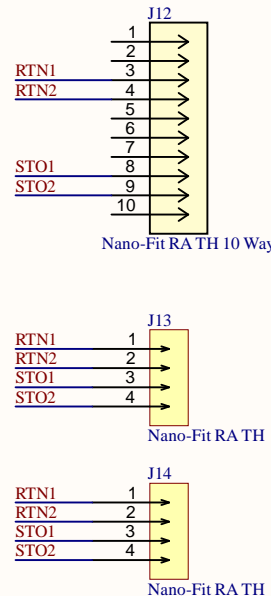 J12
1
2
RTN1 3
RTN2 4
5
6
7
STO1 8
STO2 9
10
Nano-Fit RA TH 10 Way
J13
RTN1 1
RTN2 2
STO1 3
STO2 4
Nano-Fit RA TH
J14
RTN1 1
RTN2 2
STO1 3
STO2 4
Nano-Fit RA TH